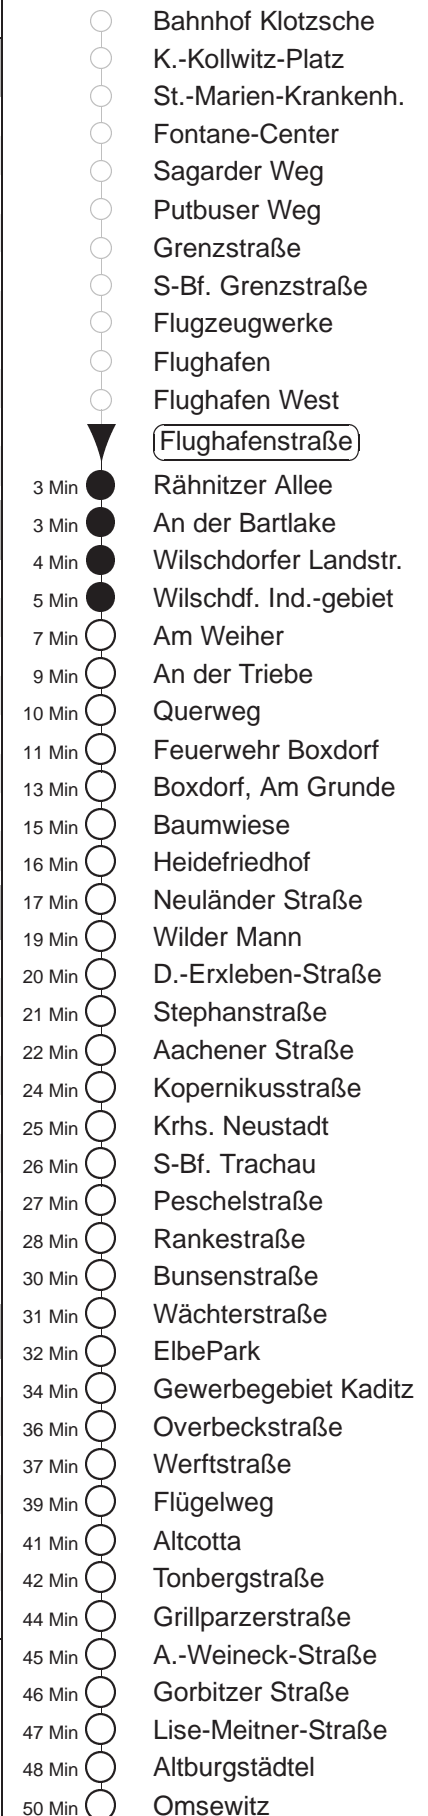 Bahnhof Klotzsche
K.-Kollwitz-Platz
St.-Marien-Krankenh.
Fontane-Center
Sagarder Weg
Putbuser Weg
Grenzstraße
S-Bf. Grenzstraße
Flugzeugwerke
Flughafen
Flughafen West
Flughafenstraße
3 Min Rähnitzer Allee
3 Min An der Bartlake
4 Min Wilschdorfer Landstr.
5 Min Wilschdf. Ind.-gebiet
7 Min Am Weiher
9 Min An der Triebe
10 Min Querweg
11 Min Feuerwehr Boxdorf
13 Min Boxdorf, Am Grunde
15 Min Baumwiese
16 Min Heidefriedhof
17 Min Neuländer Straße
19 Min Wilder Mann
20 Min D.-Erxleben-Straße
21 Min Stephanstraße
22 Min Aachener Straße
24 Min Kopernikusstraße
25 Min Krhs. Neustadt
26 Min S-Bf. Trachau
27 Min Peschelstraße
28 Min Rankestraße
30 Min Bunsenstraße
31 Min Wächterstraße
32 Min ElbePark
34 Min Gewerbegebiet Kaditz
36 Min Overbeckstraße
37 Min Werftstraße
39 Min Flügelweg
41 Min Altcotta
42 Min Tonbergstraße
44 Min Grillparzerstraße
45 Min A.-Weineck-Straße
46 Min Gorbitzer Straße
47 Min Lise-Meitner-Straße
48 Min Altburgstädtel
50 Min Omsewitz